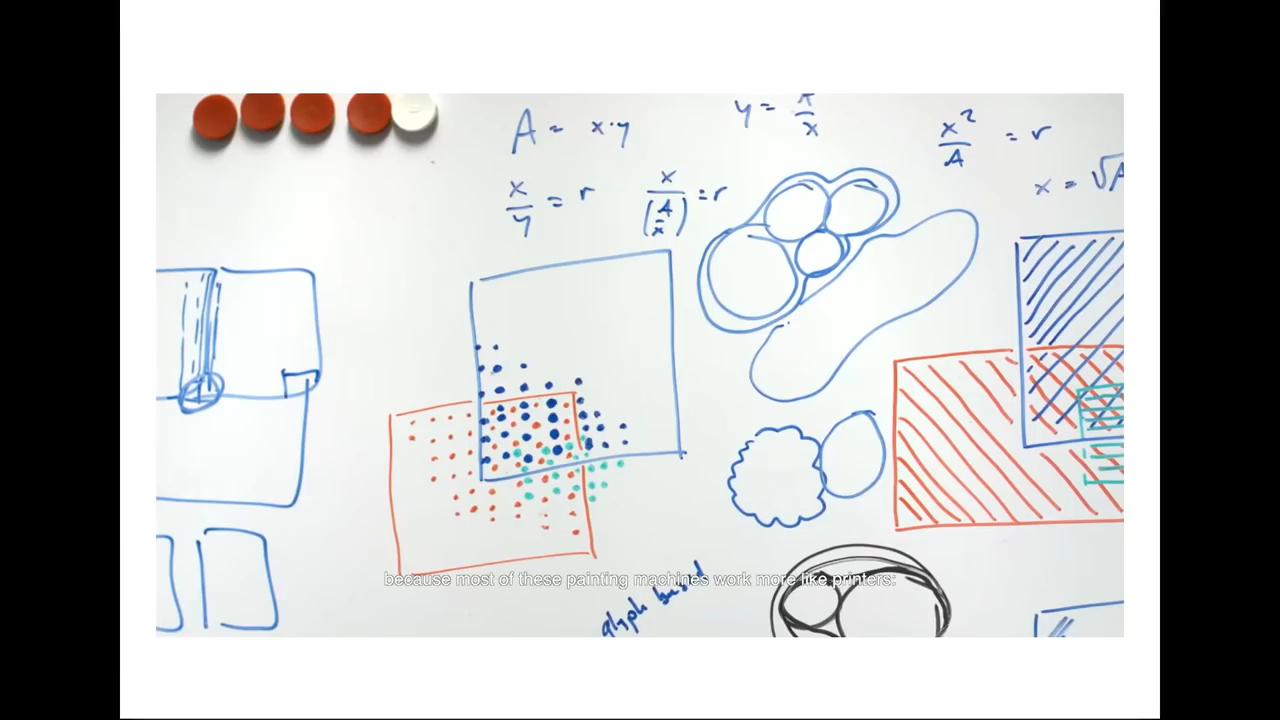 A = x·y
y = A/x
x²/A = r
x = √A
x/y = r
x/(A/x) = r
because most of these painting machines work more like printers:
glyph based